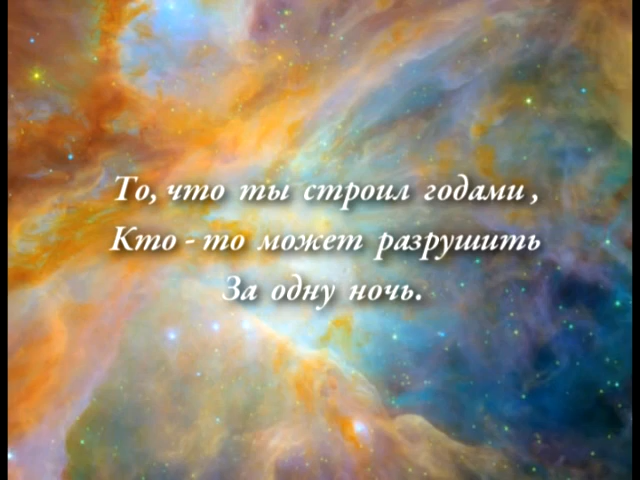 То, что ты строил годами,
Кто-то может разрушить
За одну ночь.